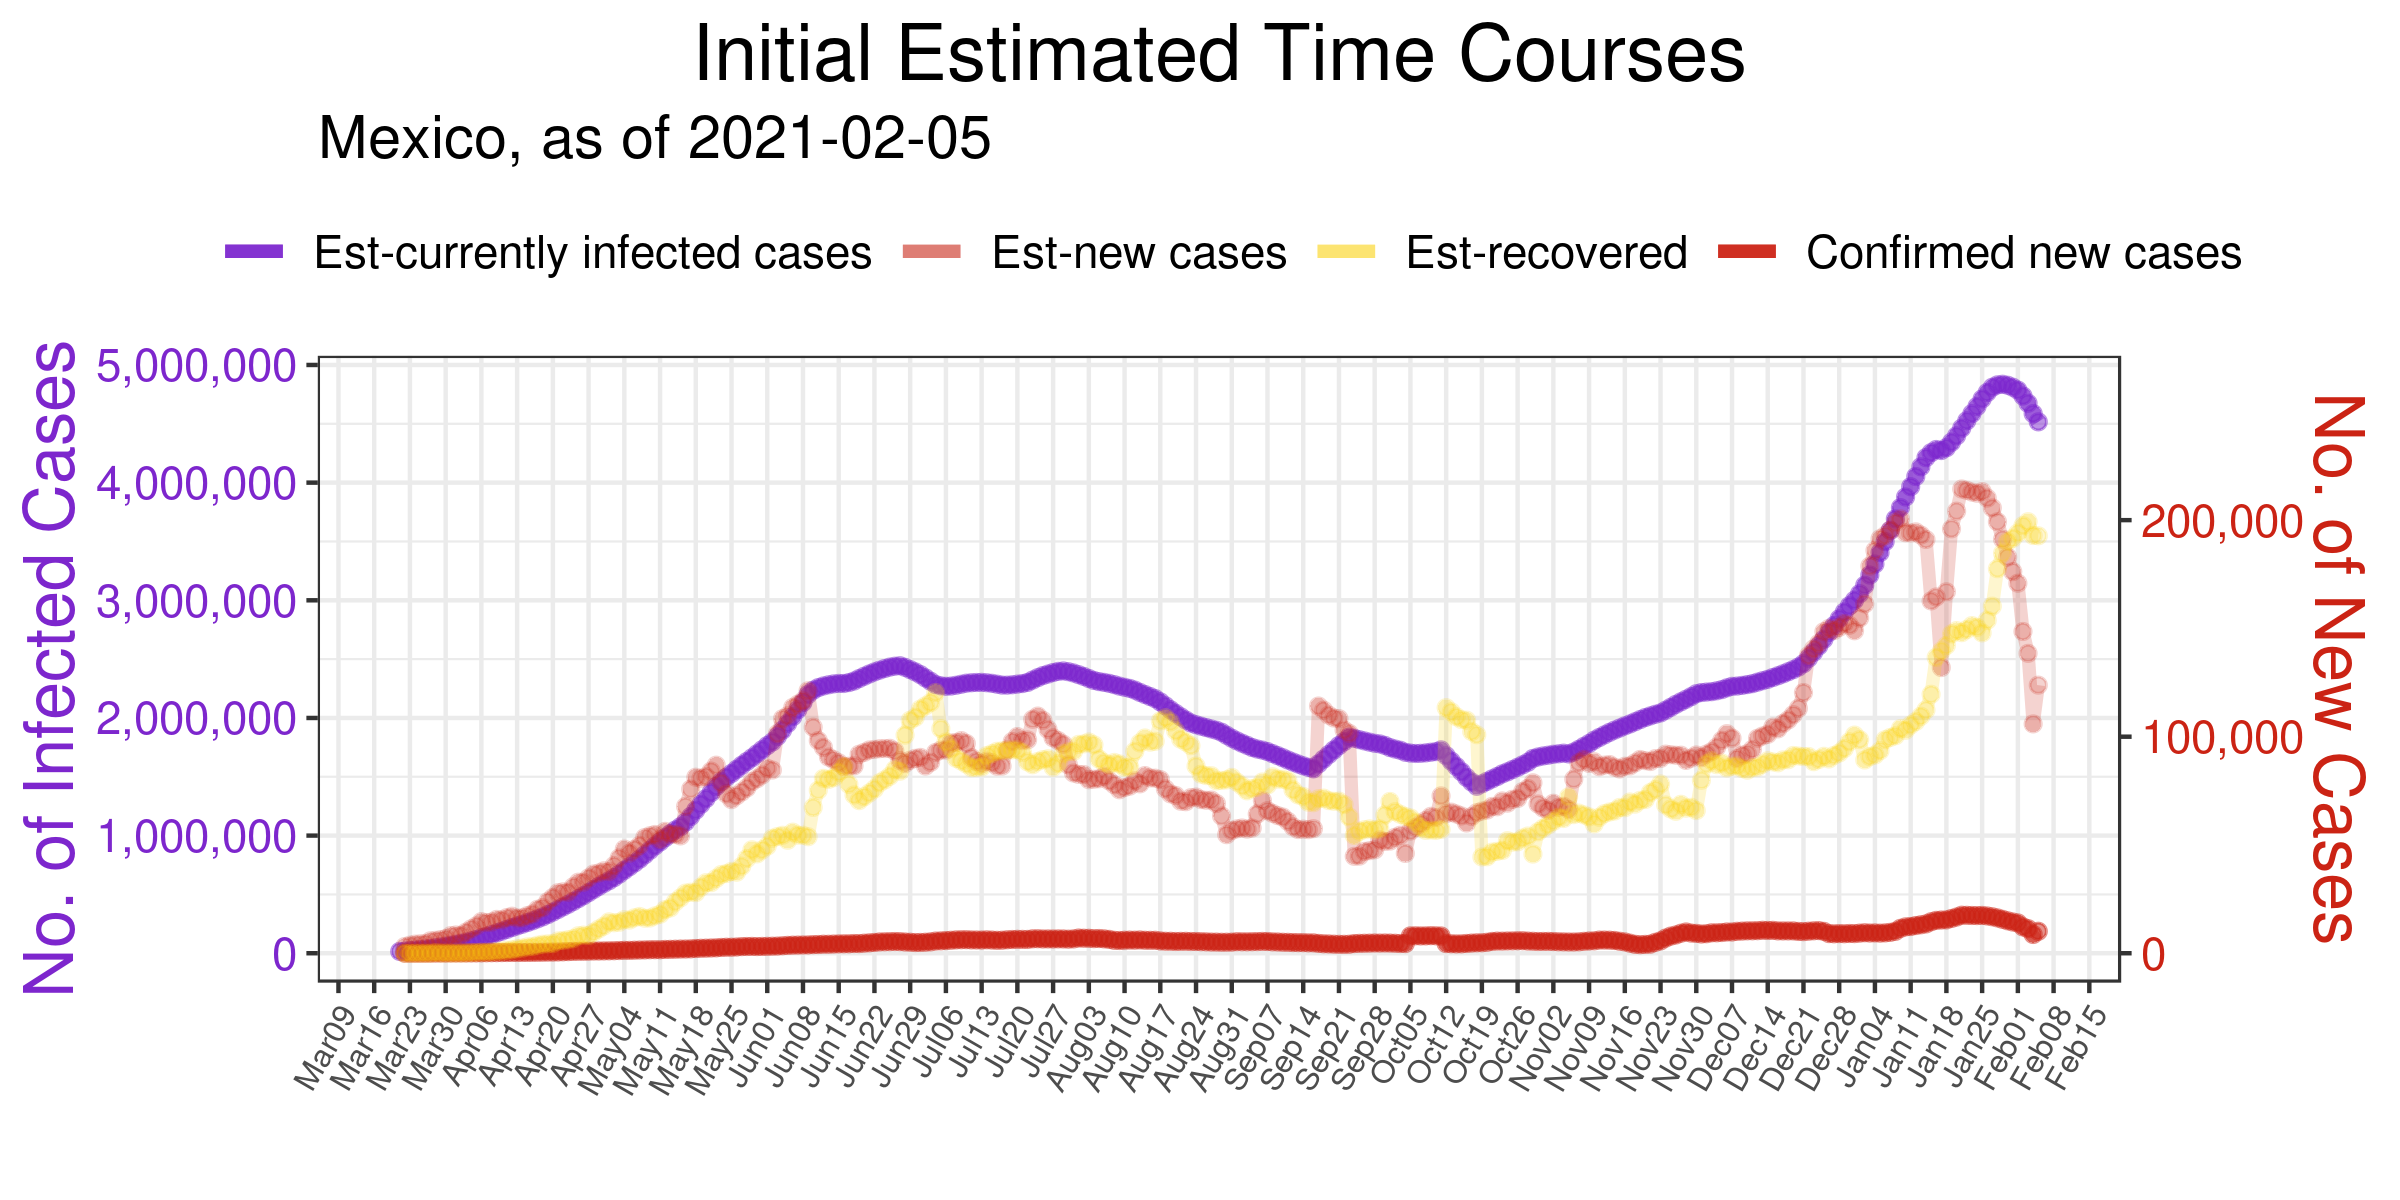 Initial Estimated Time Courses
Mexico, as of 2021-02-05
Est-currently infected cases Est-new cases Est-recovered Confirmed new cases
No. of Infected Cases
5,000,000
4,000,000
3,000,000
2,000,000
1,000,000
0
200,000
100,000
0
No. of New Cases
Mar09 Mar16 Mar23 Mar30 Apr06 Apr13 Apr20 Apr27 May04 May11 May18 May25 Jun01 Jun08 Jun15 Jun22 Jun29 Jul06 Jul13 Jul20 Jul27 Aug03 Aug10 Aug17 Aug24 Aug31 Sep07 Sep14 Sep21 Sep28 Oct05 Oct12 Oct19 Oct26 Nov02 Nov09 Nov16 Nov23 Nov30 Dec07 Dec14 Dec21 Dec28 Jan04 Jan11 Jan18 Jan25 Feb01 Feb08 Feb15